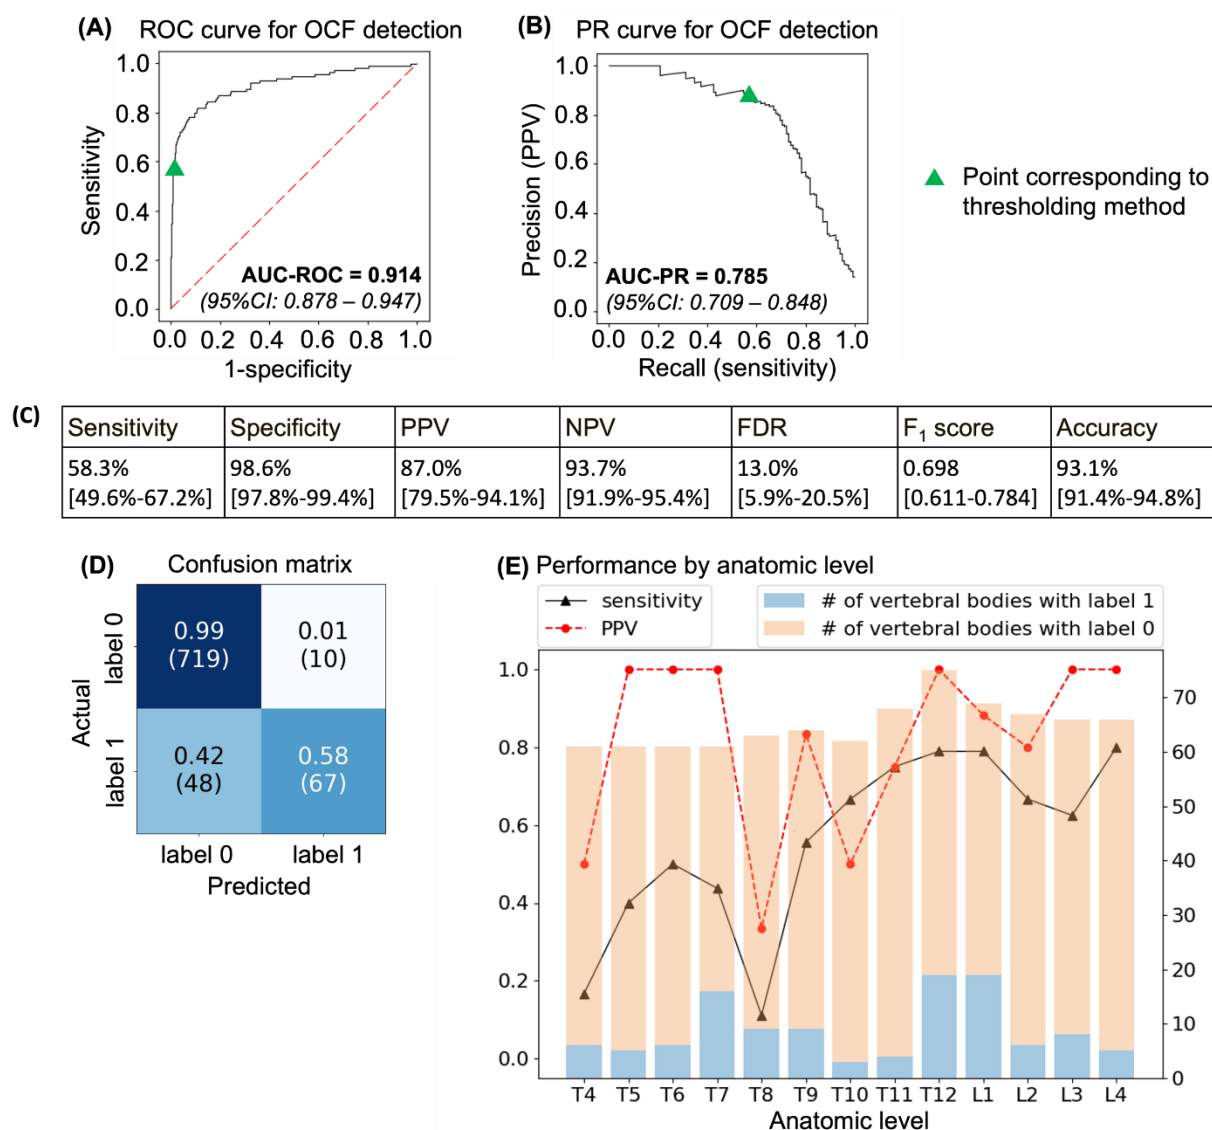 (A) ROC curve for OCF detection
1.0
0.8
0.6
0.4
0.2
0.0
Sensitivity
AUC-ROC = 0.914
(95%CI: 0.878 – 0.947)
0.0 0.2 0.4 0.6 0.8 1.0
1-specificity
(B) PR curve for OCF detection
1.0
0.8
0.6
0.4
0.2
0.0
Precision (PPV)
AUC-PR = 0.785
(95%CI: 0.709 – 0.848)
0.0 0.2 0.4 0.6 0.8 1.0
Recall (sensitivity)
Point corresponding to
thresholding method
(C)
Sensitivity Specificity PPV NPV FDR F1 score Accuracy
58.3% 98.6% 87.0% 93.7% 13.0% 0.698 93.1%
[49.6%-67.2%] [97.8%-99.4%] [79.5%-94.1%] [91.9%-95.4%] [5.9%-20.5%] [0.611-0.784] [91.4%-94.8%]
(D) Confusion matrix
Actual
label 0
label 1
0.99 0.01
(719) (10)
0.42 0.58
(48) (67)
label 0 label 1
Predicted
(E) Performance by anatomic level
sensitivity
PPV
# of vertebral bodies with label 1
# of vertebral bodies with label 0
1.0
0.8
0.6
0.4
0.2
0.0
70
60
50
40
30
20
10
0
T4 T5 T6 T7 T8 T9 T10 T11 T12 L1 L2 L3 L4
Anatomic level